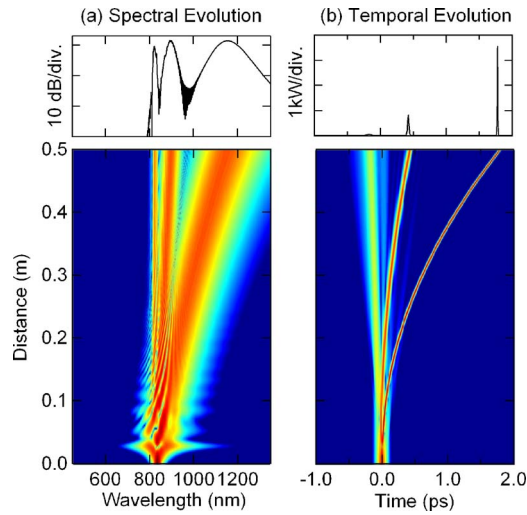 (a) Spectral Evolution
(b) Temporal Evolution
10 dB/div.
1kW/div.
Distance (m)
0.5
0.4
0.3
0.2
0.1
0.0
600 800 1000 1200
Wavelength (nm)
-1.0 0.0 1.0 2.0
Time (ps)